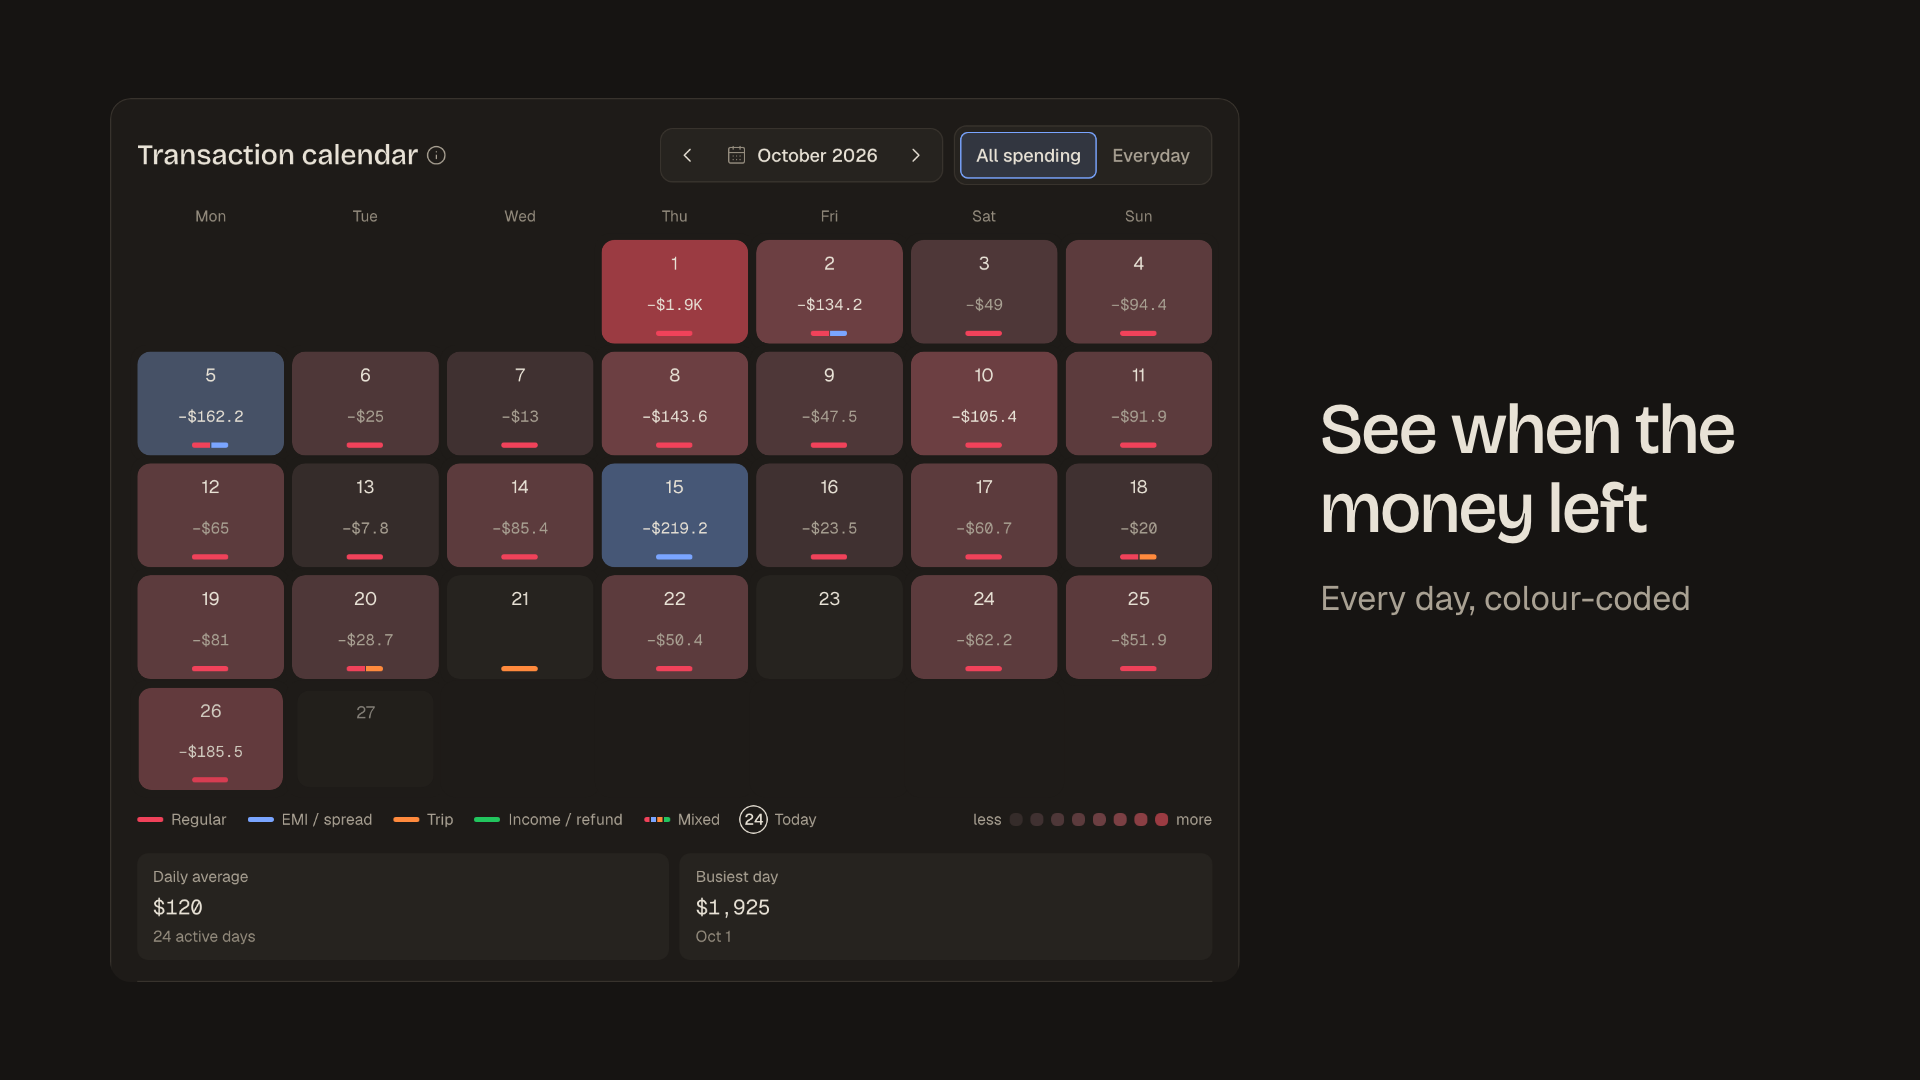 Transaction calendar
October 2026
All spending
Everyday
Mon Tue Wed Thu Fri Sat Sun
1 2 3 4
-$1.9K -$134.2 -$49 -$94.4
5 6 7 8 9 10 11
-$162.2 -$25 -$13 -$143.6 -$47.5 -$105.4 -$91.9
12 13 14 15 16 17 18
-$65 -$7.8 -$85.4 -$219.2 -$23.5 -$60.7 -$20
19 20 21 22 23 24 25
-$81 -$28.7 -$50.4 -$62.2 -$51.9
26 27
-$185.5
Regular EMI / spread Trip Income / refund Mixed 24 Today less more
Daily average
$120
24 active days
Busiest day
$1,925
Oct 1
See when the
money left
Every day, colour-coded